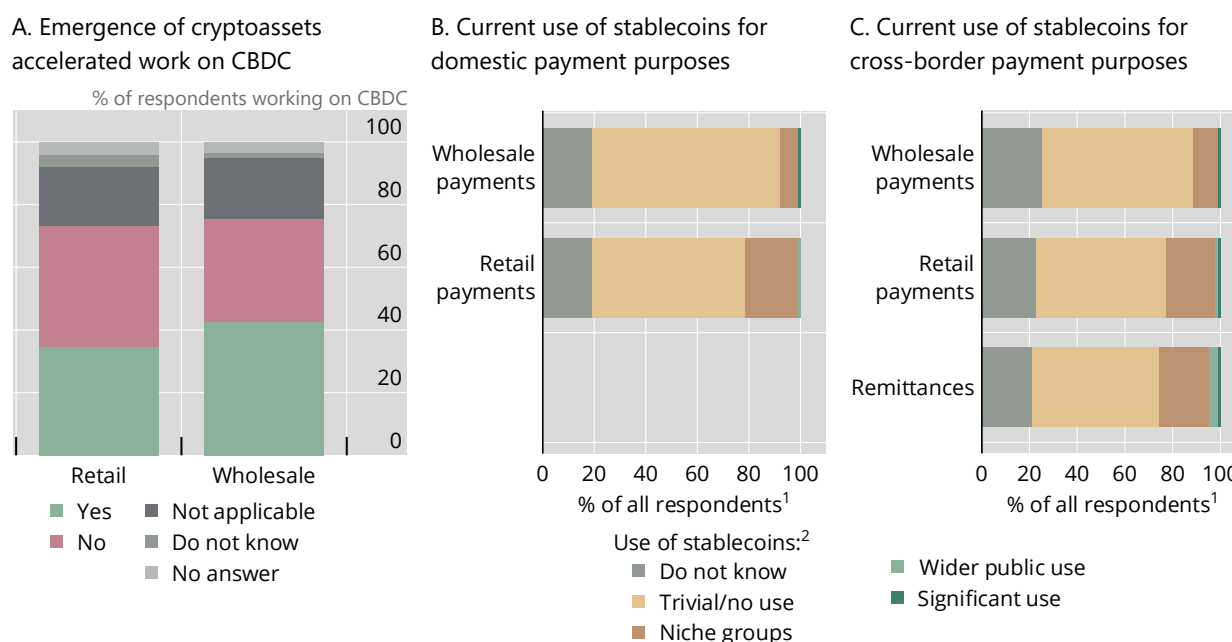 A. Emergence of cryptoassets
accelerated work on CBDC
% of respondents working on CBDC
100
80
60
40
20
0
Retail
Wholesale
Yes
No
Not applicable
Do not know
No answer
B. Current use of stablecoins for
domestic payment purposes
Wholesale
payments
Retail
payments
0 20 40 60 80 100
% of all respondents¹
Use of stablecoins:²
Do not know
Trivial/no use
Niche groups
C. Current use of stablecoins for
cross-border payment purposes
Wholesale
payments
Retail
payments
Remittances
0 20 40 60 80 100
% of all respondents¹
Wider public use
Significant use